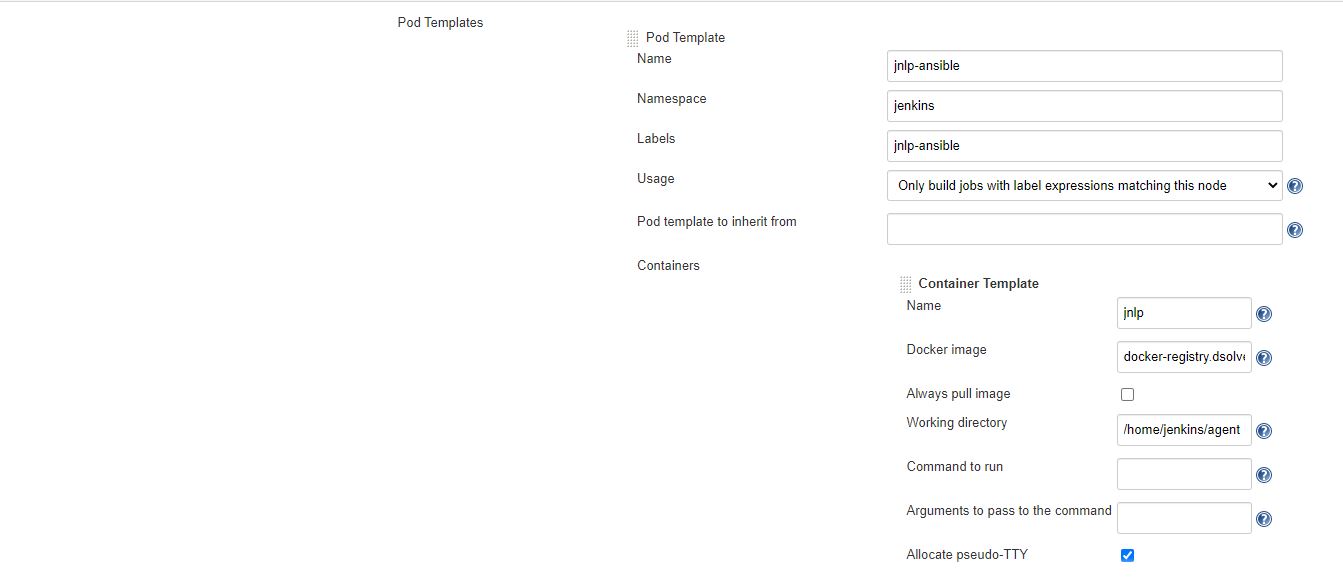 Pod Templates
Pod Template
Name
jnlp-ansible
Namespace
jenkins
Labels
jnlp-ansible
Usage
Only build jobs with label expressions matching this node
Pod template to inherit from
Containers
Container Template
Name
jnlp
Docker image
docker-registry.dsolve
Always pull image
Working directory
/home/jenkins/agent
Command to run
Arguments to pass to the command
Allocate pseudo-TTY